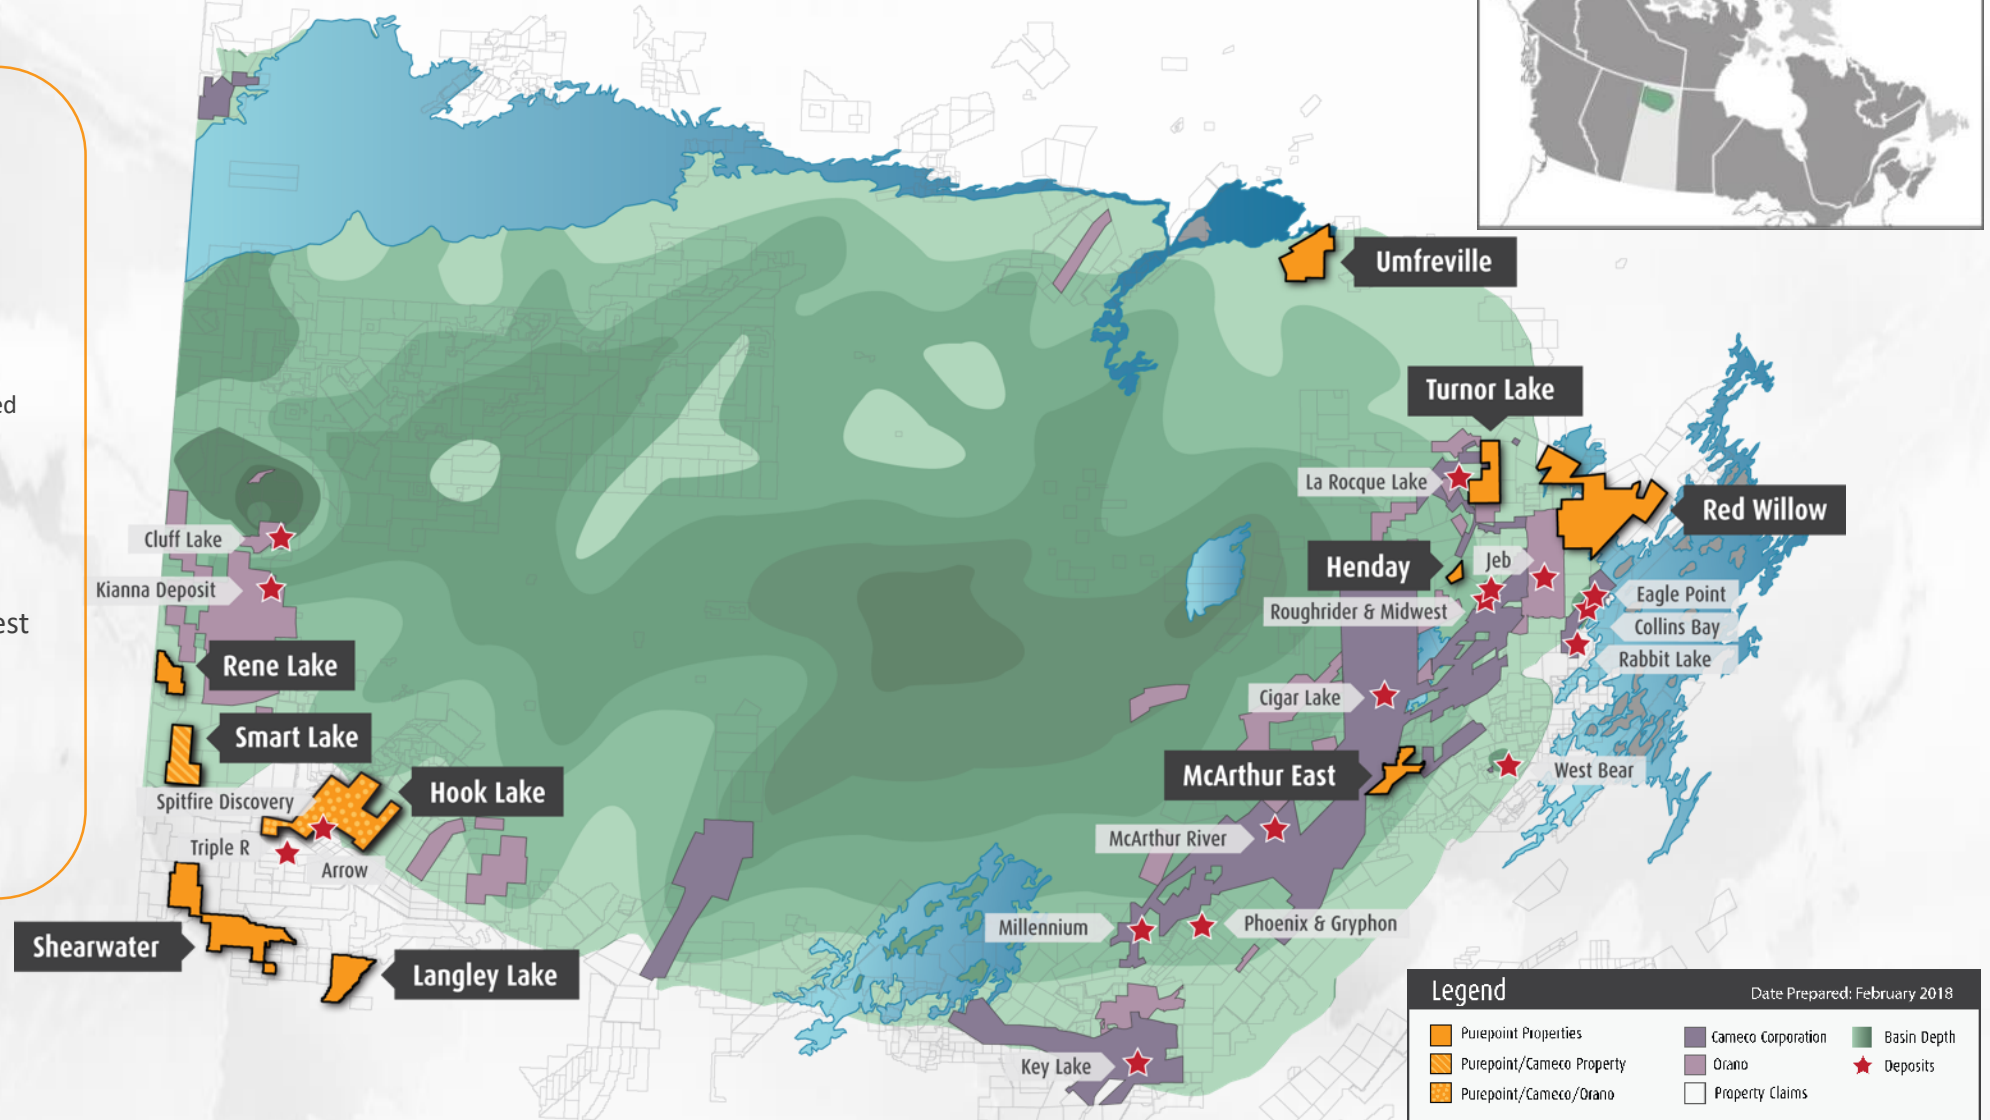 ed
est
Umfreville
Turnor Lake
La Rocque Lake
Red Willow
Cluff Lake
Henday
Jeb
Kianna Deposit
Eagle Point
Roughrider & Midwest
Collins Bay
Rabbit Lake
Rene Lake
Cigar Lake
Smart Lake
McArthur East
West Bear
Hook Lake
Spitfire Discovery
McArthur River
Triple R
Arrow
Millennium
Phoenix & Gryphon
Shearwater
Langley Lake
Key Lake
Legend
Date Prepared: February 2018
Purepoint Properties
Purepoint/Cameco Property
Purepoint/Cameco/Orano
Cameco Corporation
Orano
Property Claims
Basin Depth
Deposits